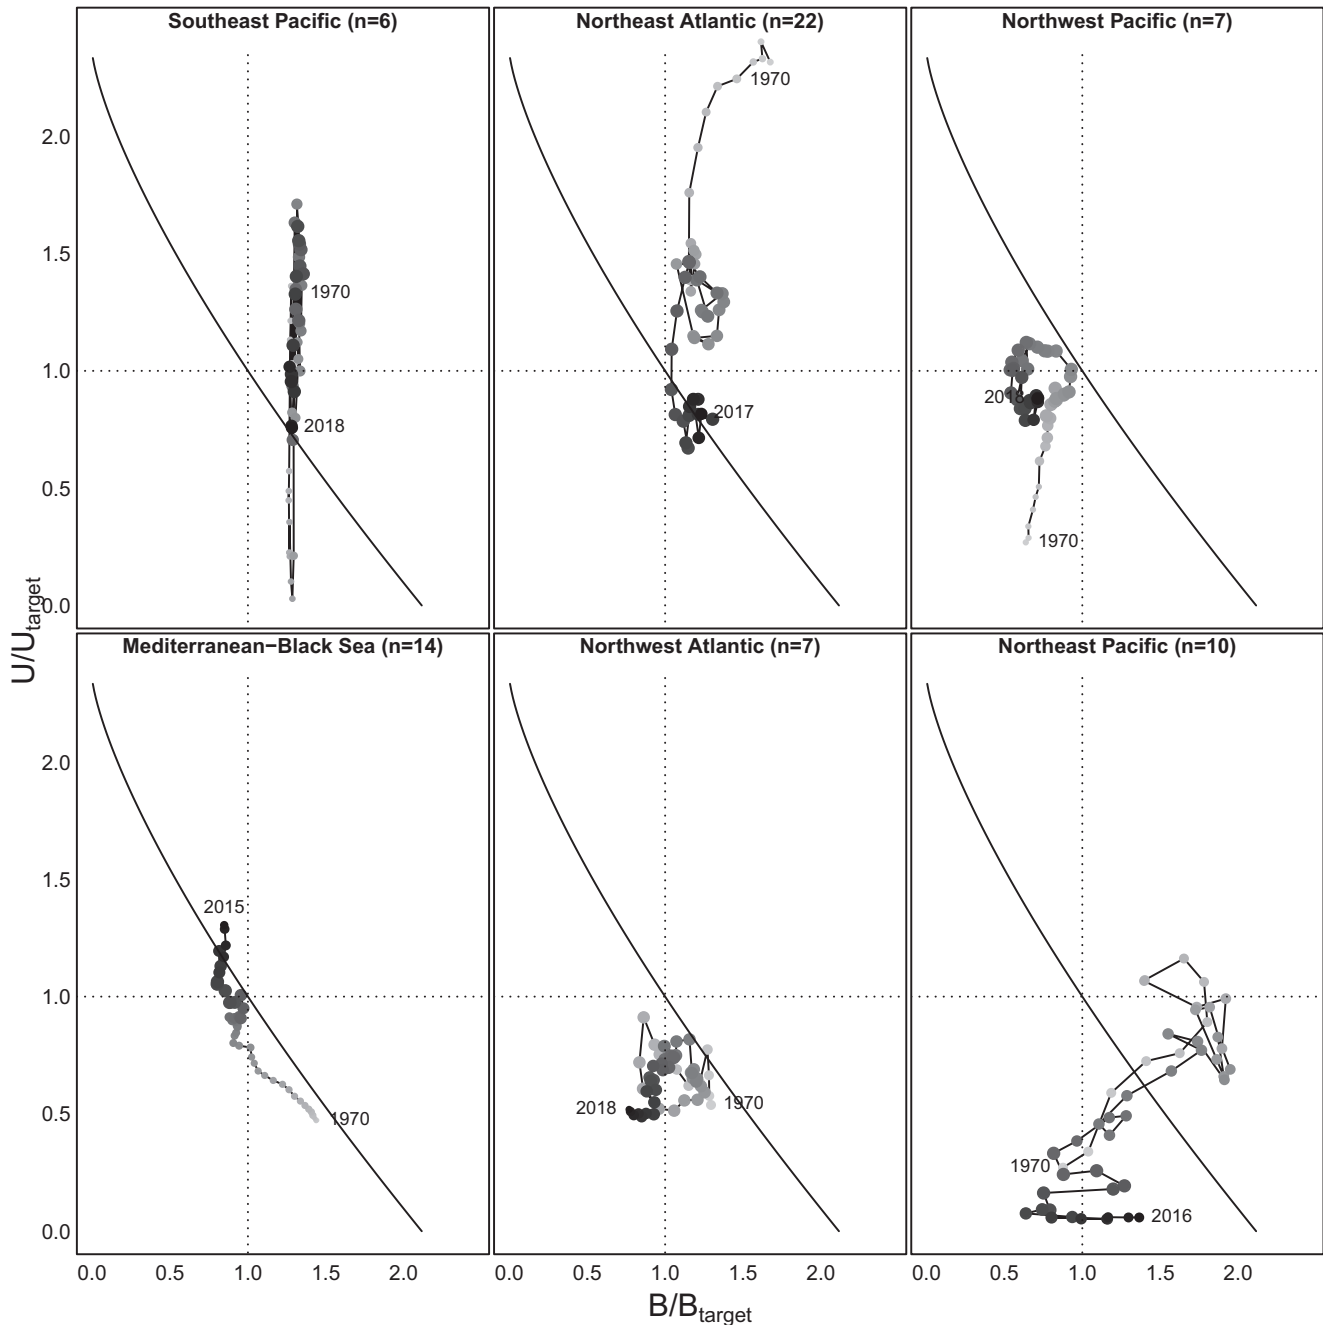 Southeast Pacific (n=6)
Northeast Atlantic (n=22)
Northwest Pacific (n=7)
2.0
1.5
1.0
0.5
0.0
1970
2018
1970
2017
2018
1970
U/Utarget
Mediterranean−Black Sea (n=14)
Northwest Atlantic (n=7)
Northeast Pacific (n=10)
2.0
1.5
1.0
0.5
0.0
2015
1970
2018
1970
1970
2016
0.0 0.5 1.0 1.5 2.0
0.0 0.5 1.0 1.5 2.0
0.0 0.5 1.0 1.5 2.0
B/Btarget